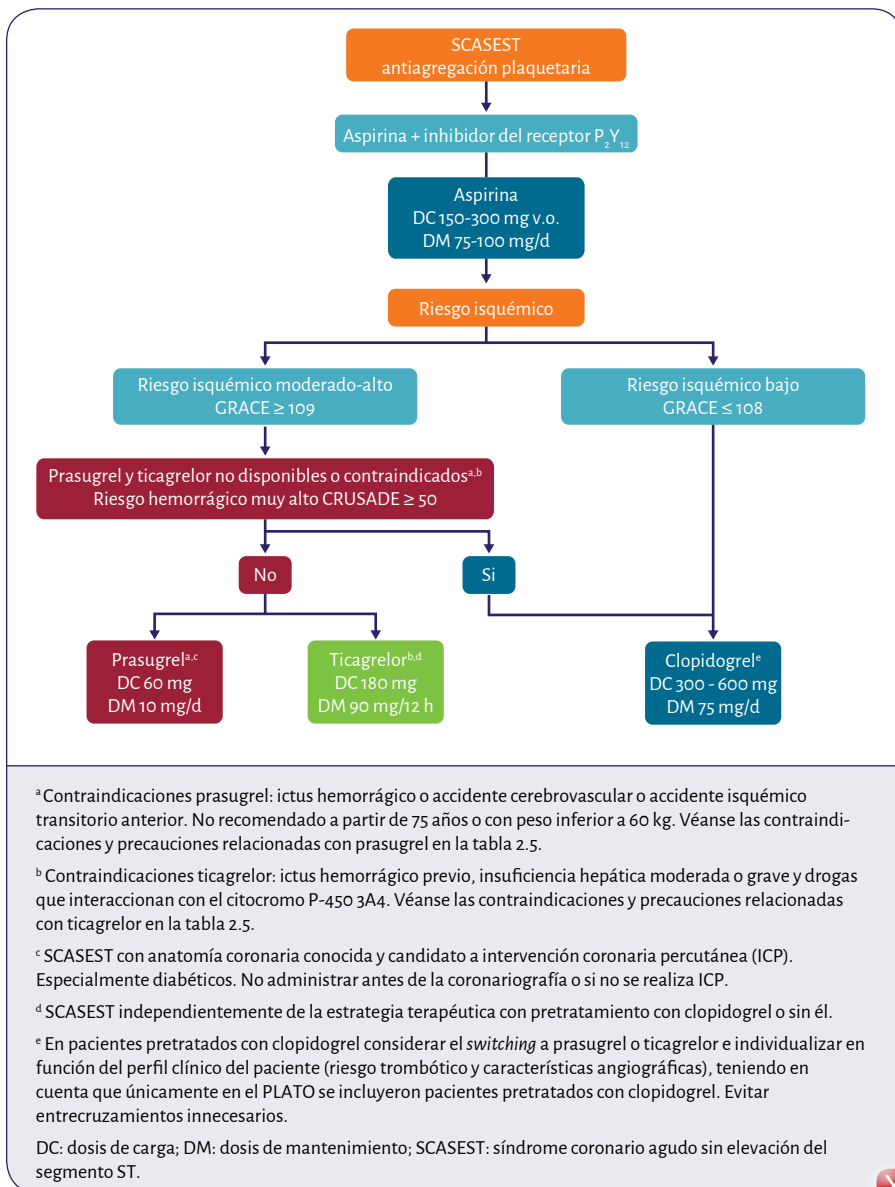 SCASEST
antiagregación plaquetaria
Aspirina + inhibidor del receptor P₂Y₁₂
Aspirina
DC 150-300 mg v.o.
DM 75-100 mg/d
Riesgo isquémico
Riesgo isquémico moderado-alto
GRACE ≥ 109
Riesgo isquémico bajo
GRACE ≤ 108
Prasugrel y ticagrelor no disponibles o contraindicadosᵃ,ᵇ
Riesgo hemorrágico muy alto CRUSADE ≥ 50
No
Si
Prasugrelᵃ,ᶜ
DC 60 mg
DM 10 mg/d
Ticagrelorᵇ,ᵈ
DC 180 mg
DM 90 mg/12 h
Clopidogrelᵉ
DC 300 - 600 mg
DM 75 mg/d
ᵃ Contraindicaciones prasugrel: ictus hemorrágico o accidente cerebrovascular o accidente isquémico
transitorio anterior. No recomendado a partir de 75 años o con peso inferior a 60 kg. Véanse las contraindi-
caciones y precauciones relacionadas con prasugrel en la tabla 2.5.
ᵇ Contraindicaciones ticagrelor: ictus hemorrágico previo, insuficiencia hepática moderada o grave y drogas
que interaccionan con el citocromo P-450 3A4. Véanse las contraindicaciones y precauciones relacionadas
con ticagrelor en la tabla 2.5.
ᶜ SCASEST con anatomía coronaria conocida y candidato a intervención coronaria percutánea (ICP).
Especialmente diabéticos. No administrar antes de la coronariografía o si no se realiza ICP.
ᵈ SCASEST independientemente de la estrategia terapéutica con pretratamiento con clopidogrel o sin él.
ᵉ En pacientes pretratados con clopidogrel considerar el switching a prasugrel o ticagrelor e individualizar en
función del perfil clínico del paciente (riesgo trombótico y características angiográficas), teniendo en
cuenta que únicamente en el PLATO se incluyeron pacientes pretratados con clopidogrel. Evitar
entrecruzamientos innecesarios.
DC: dosis de carga; DM: dosis de mantenimiento; SCASEST: síndrome coronario agudo sin elevación del
segmento ST.